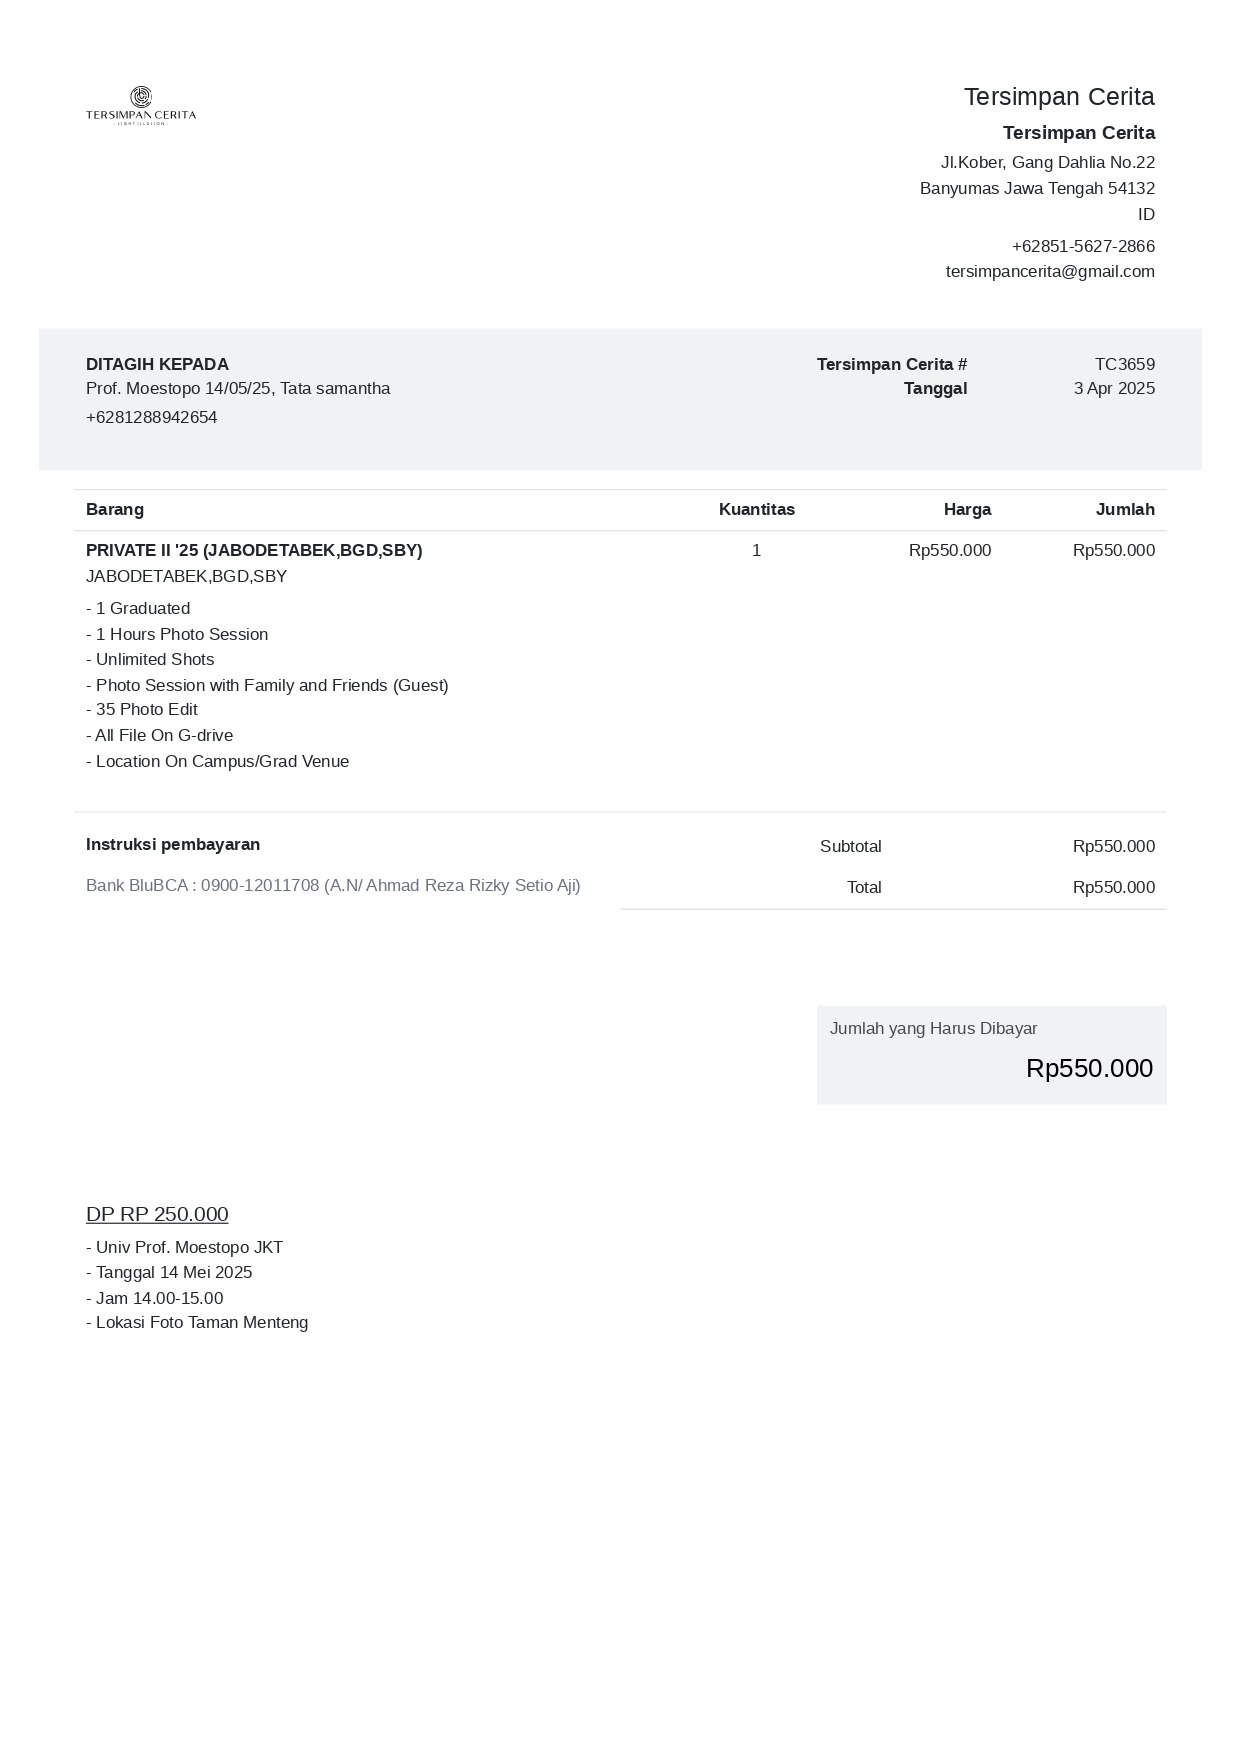 TERSIMPAN CERITA
LIGHT ILLUSION
Tersimpan Cerita
Tersimpan Cerita
Jl.Kober, Gang Dahlia No.22
Banyumas Jawa Tengah 54132
ID
+62851-5627-2866
tersimpancerita@gmail.com
DITAGIH KEPADA
Prof. Moestopo 14/05/25, Tata samantha
+6281288942654
Tersimpan Cerita # TC3659
Tanggal 3 Apr 2025
Barang Kuantitas Harga Jumlah
PRIVATE II '25 (JABODETABEK,BGD,SBY) 1 Rp550.000 Rp550.000
JABODETABEK,BGD,SBY
- 1 Graduated
- 1 Hours Photo Session
- Unlimited Shots
- Photo Session with Family and Friends (Guest)
- 35 Photo Edit
- All File On G-drive
- Location On Campus/Grad Venue
Instruksi pembayaran
Bank BluBCA : 0900-12011708 (A.N/ Ahmad Reza Rizky Setio Aji)
Subtotal Rp550.000
Total Rp550.000
Jumlah yang Harus Dibayar
Rp550.000
DP RP 250.000
- Univ Prof. Moestopo JKT
- Tanggal 14 Mei 2025
- Jam 14.00-15.00
- Lokasi Foto Taman Menteng